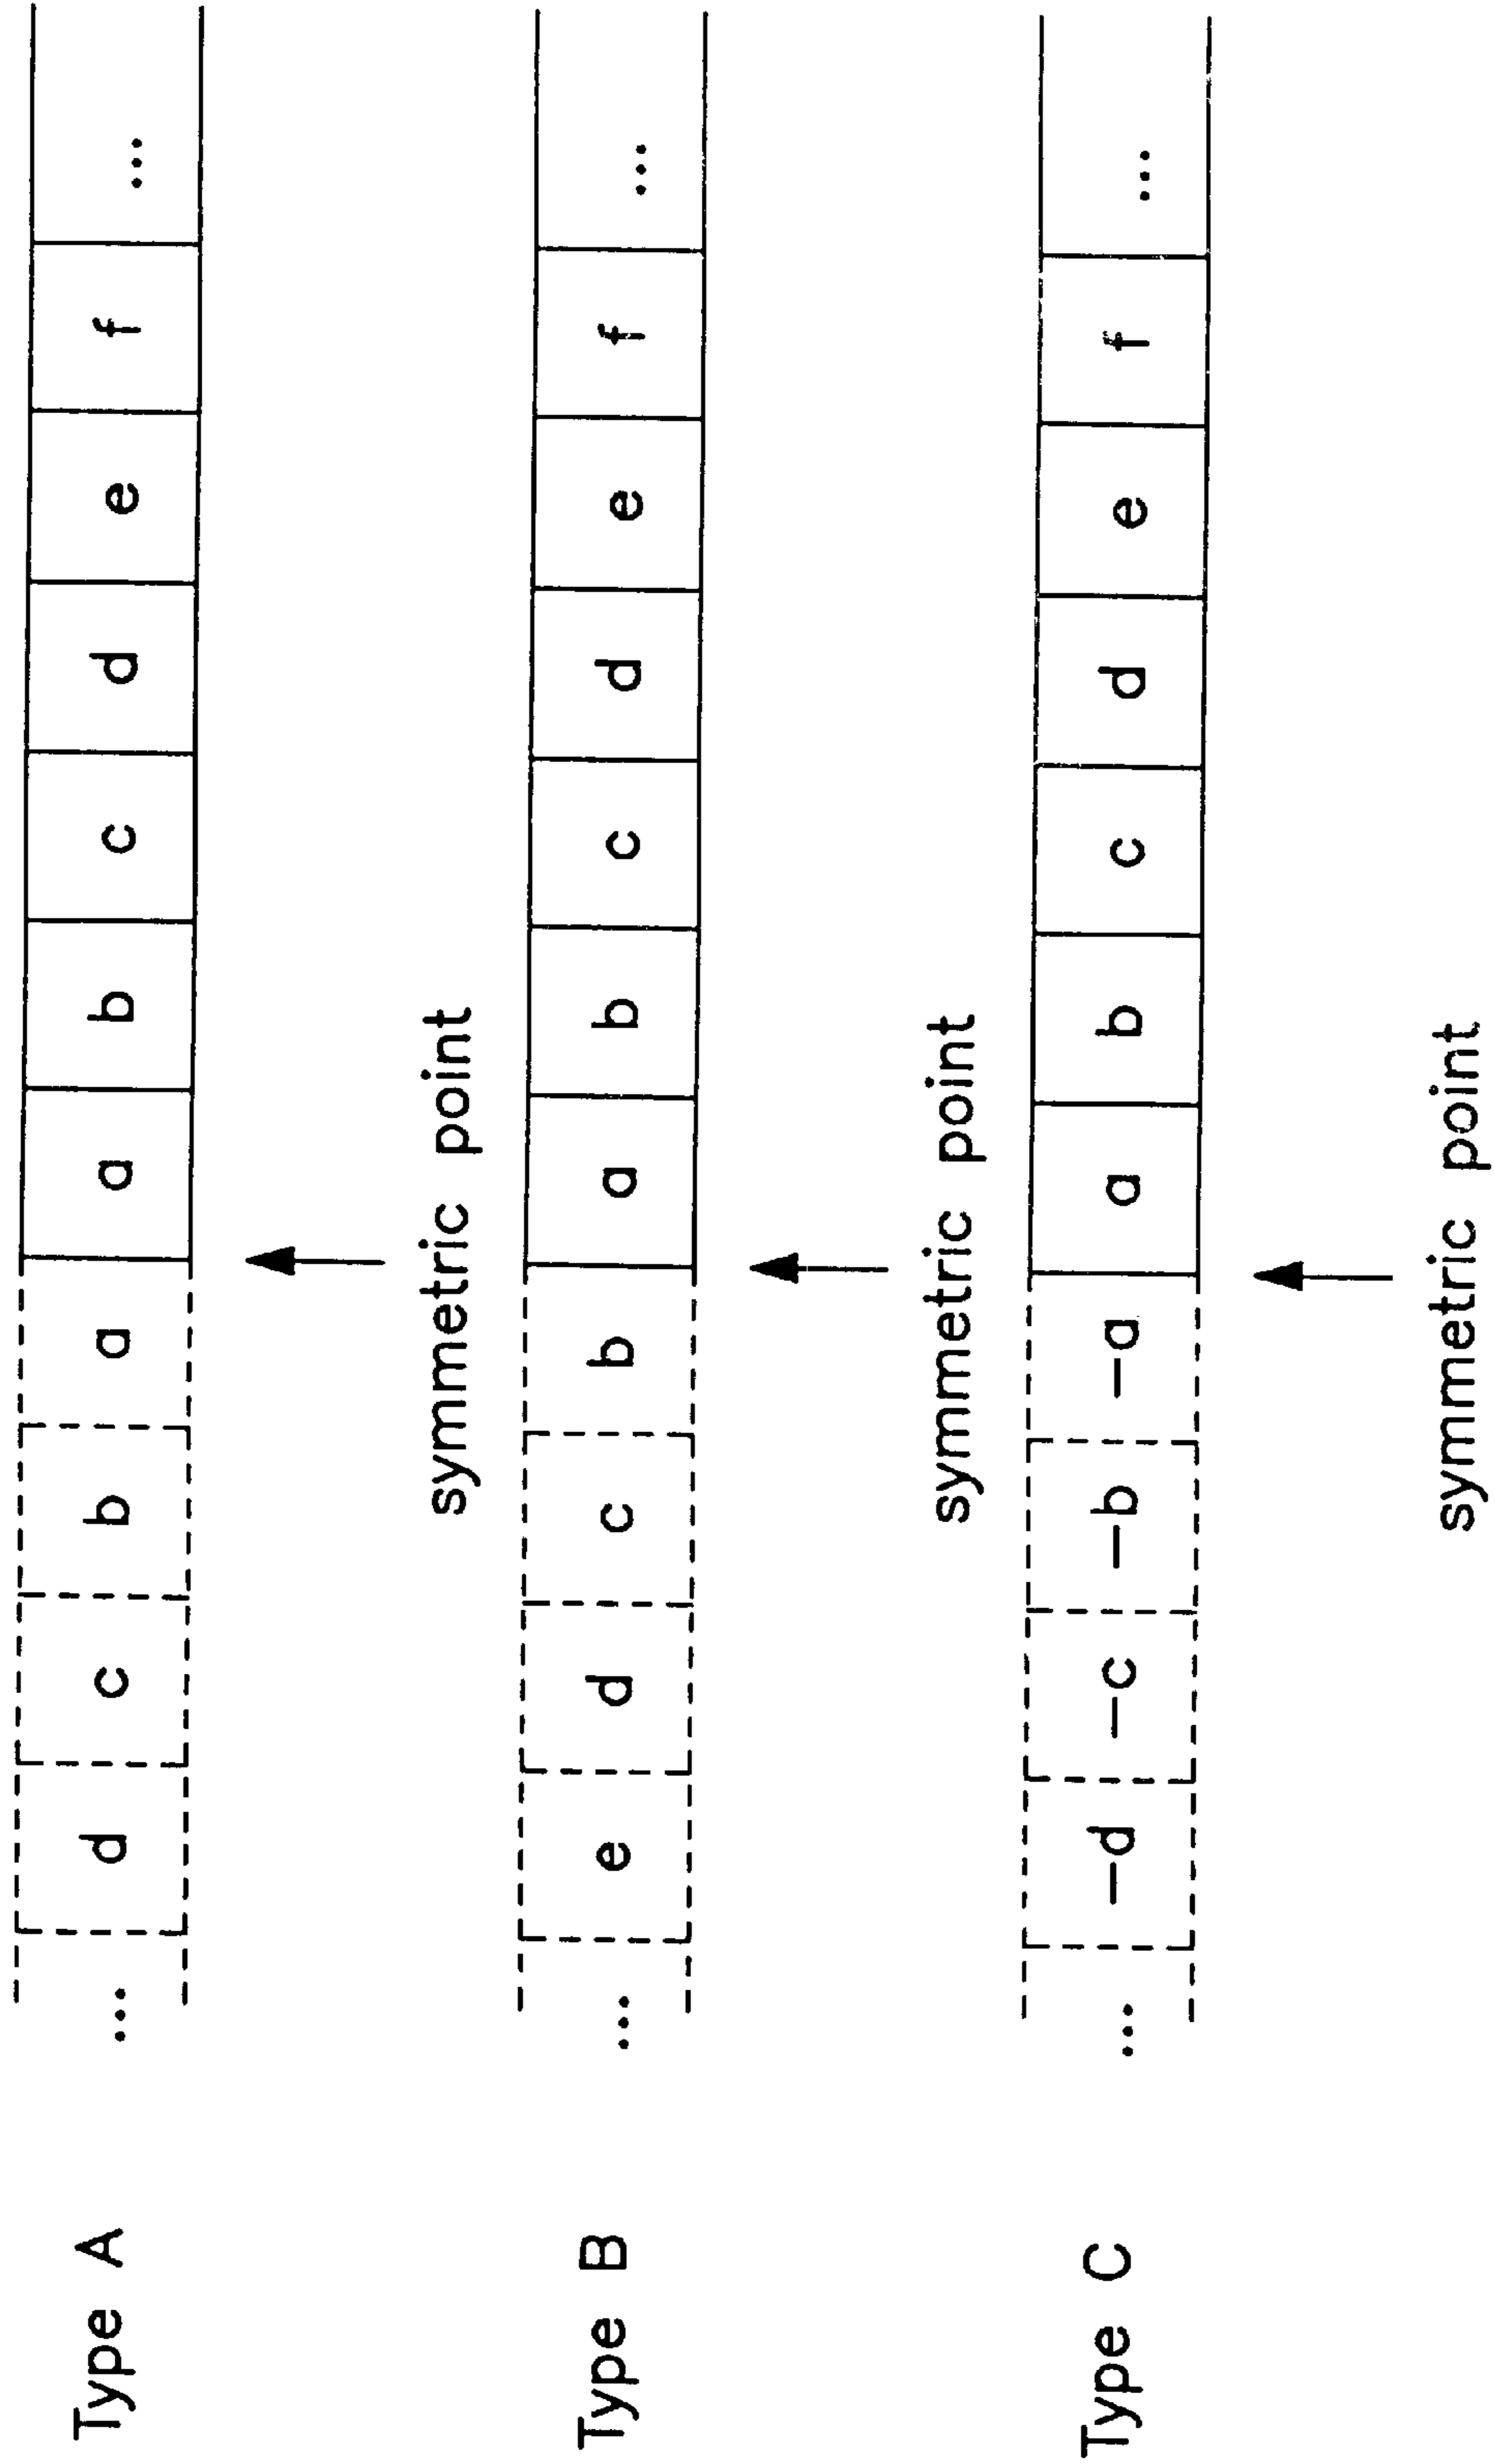 Type A ... d c b a a b c d e f ...
symmetric point
Type B ... e d c b a b c d e f ...
symmetric point
Type C ... −d −c −b −a a b c d e f ...
symmetric point